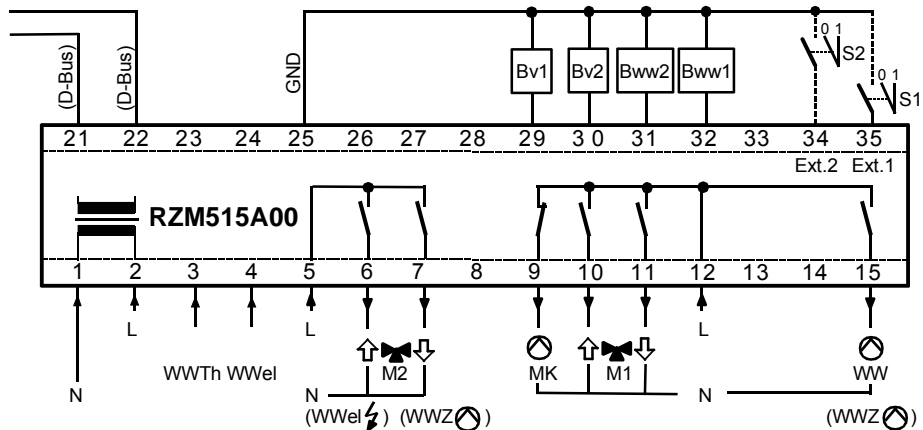 (D-Bus)
(D-Bus)
GND
Bv1 Bv2 Bww2 Bww1
0 1
S2
0 1
S1
21 22 23 24 25 26 27 28 29 3 0 31 32 33 34 35
Ext.2 Ext.1
RZM515A00
1 2 3 4 5 6 7 8 9 10 11 12 13 14 15
L L L
M2 MK M1 WW
N WWTh WWel N N
(WWel ) (WWZ ) (WWZ )